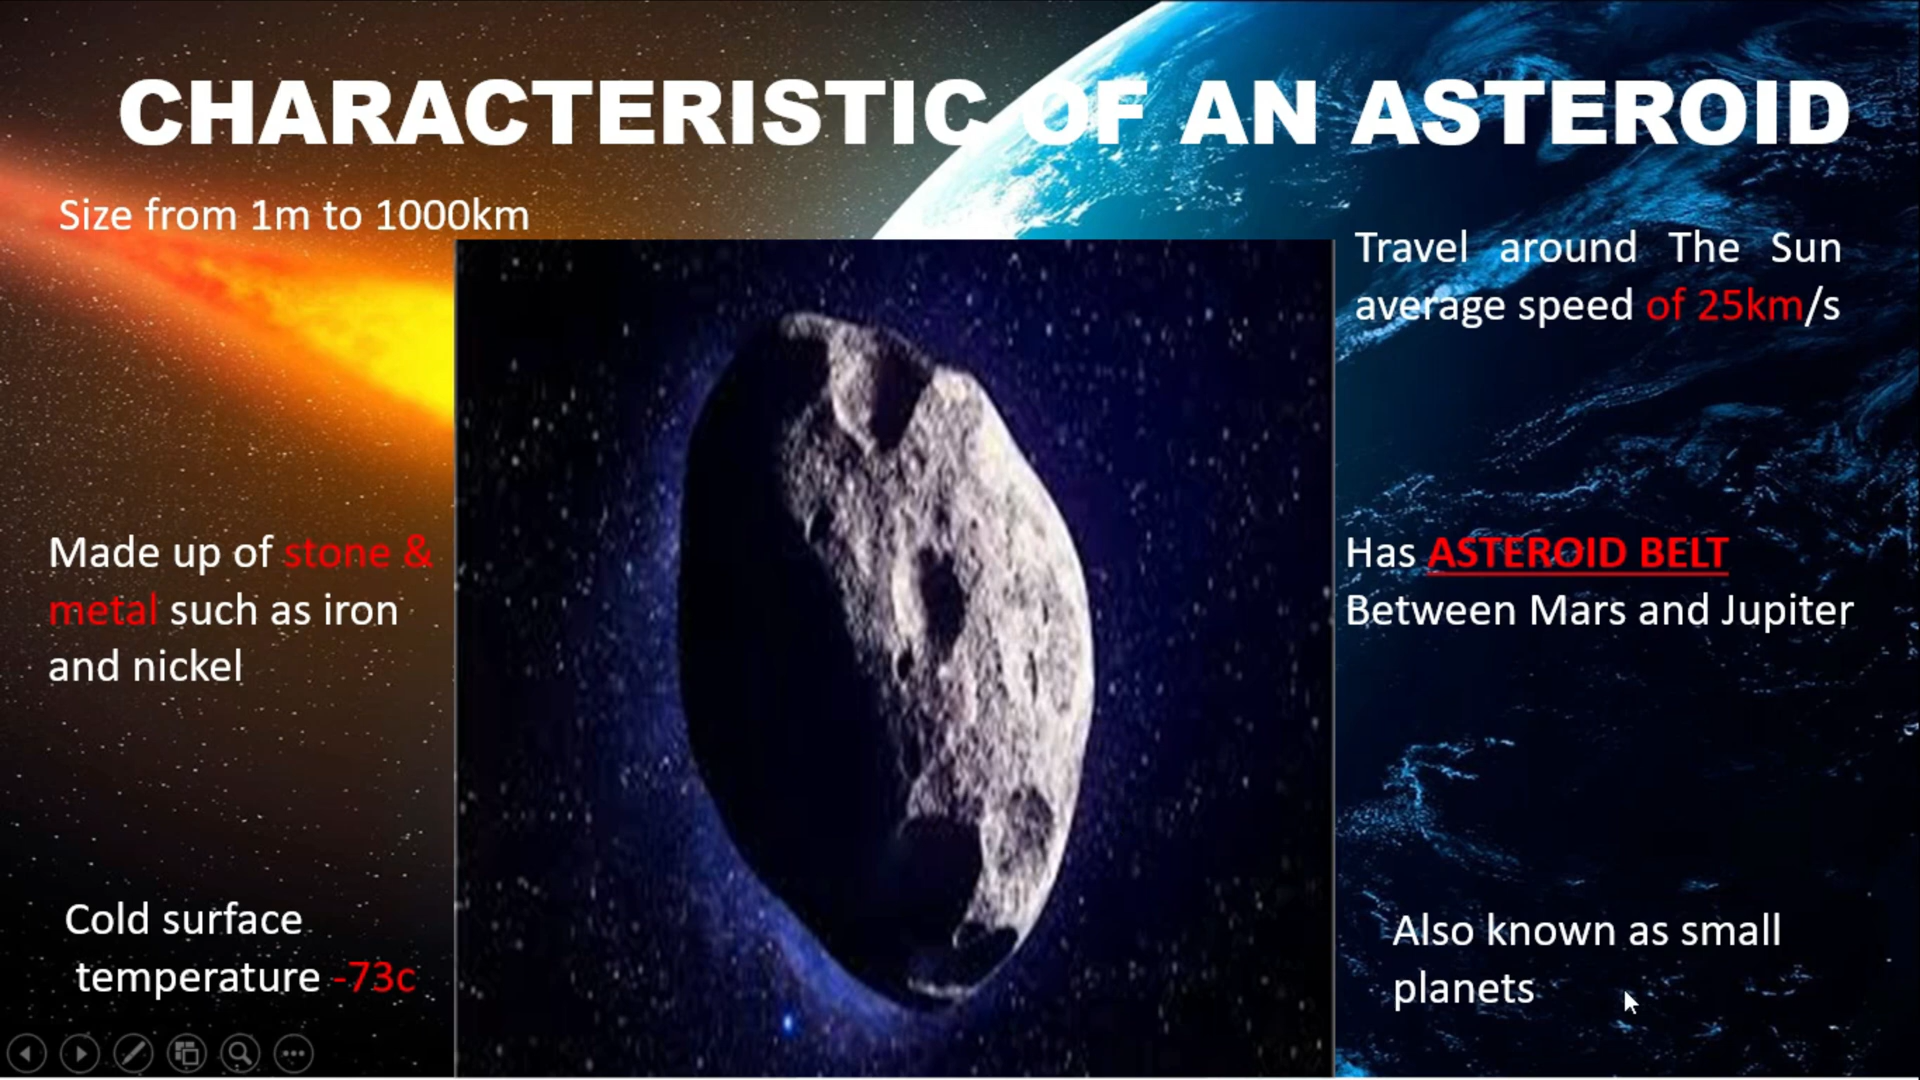 CHARACTERISTIC OF AN ASTEROID
Size from 1m to 1000km
Travel around The Sun
average speed of 25km/s
Made up of stone &
metal such as iron
and nickel
Has ASTEROID BELT
Between Mars and Jupiter
Cold surface
temperature -73c
Also known as small
planets